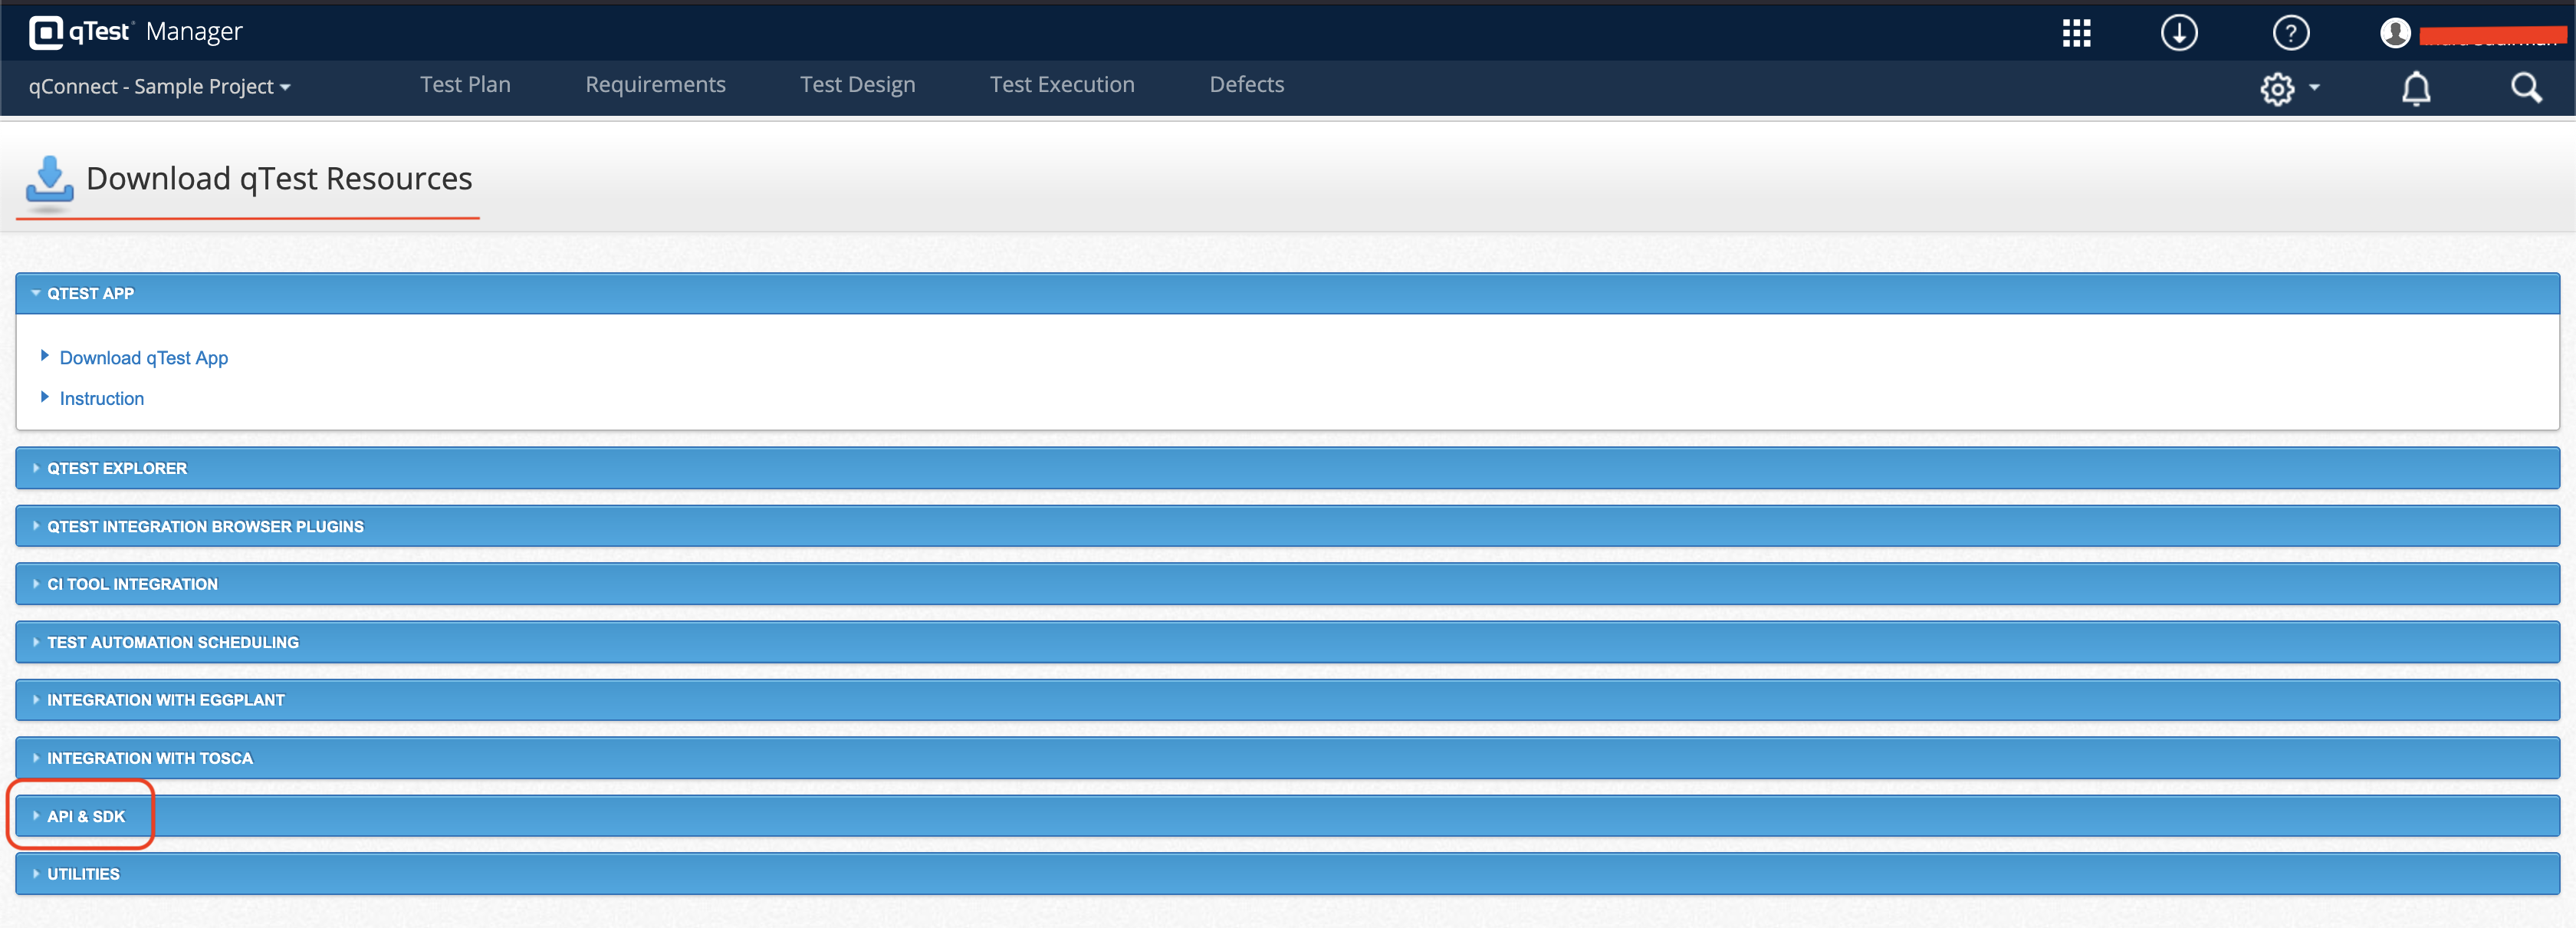 qTest Manager
qConnect - Sample Project
Test Plan
Requirements
Test Design
Test Execution
Defects
Download qTest Resources
QTEST APP
Download qTest App
Instruction
QTEST EXPLORER
QTEST INTEGRATION BROWSER PLUGINS
CI TOOL INTEGRATION
TEST AUTOMATION SCHEDULING
INTEGRATION WITH EGGPLANT
INTEGRATION WITH TOSCA
API & SDK
UTILITIES